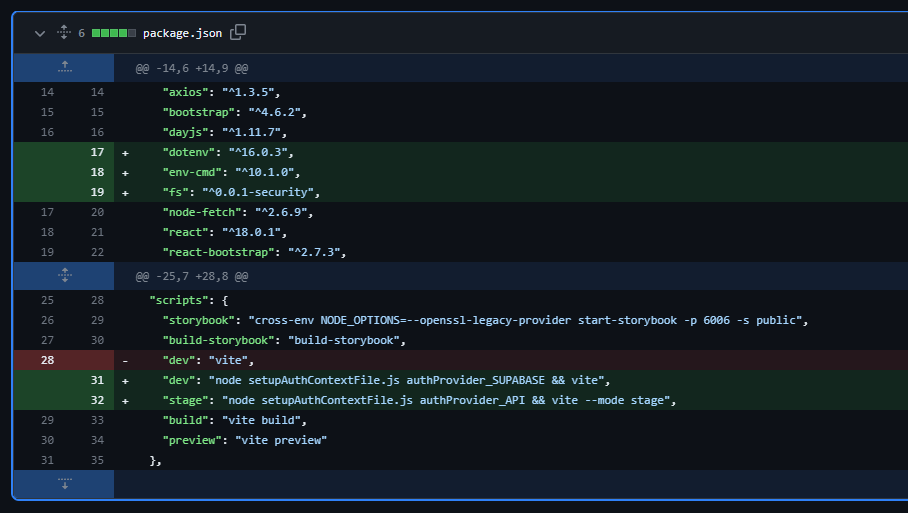 6 package.json
@@ -14,6 +14,9 @@
14 14 "axios": "^1.3.5",
15 15 "bootstrap": "^4.6.2",
16 16 "dayjs": "^1.11.7",
17 + "dotenv": "^16.0.3",
18 + "env-cmd": "^10.1.0",
19 + "fs": "^0.0.1-security",
17 20 "node-fetch": "^2.6.9",
18 21 "react": "^18.0.1",
19 22 "react-bootstrap": "^2.7.3",
@@ -25,7 +28,8 @@
25 28 "scripts": {
26 29 "storybook": "cross-env NODE_OPTIONS=--openssl-legacy-provider start-storybook -p 6006 -s public",
27 30 "build-storybook": "build-storybook",
28 - "dev": "vite",
31 + "dev": "node setupAuthContextFile.js authProvider_SUPABASE && vite",
32 + "stage": "node setupAuthContextFile.js authProvider_API && vite --mode stage",
29 33 "build": "vite build",
30 34 "preview": "vite preview"
31 35 },